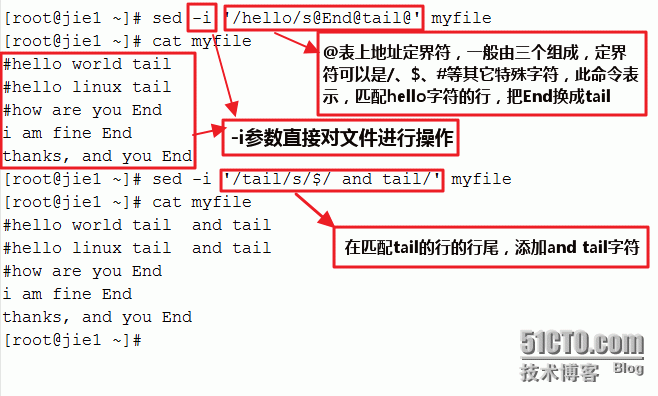 [root@jie1 ~]# sed -i '/hello/s@End@tail@' myfile
[root@jie1 ~]# cat myfile
#hello world tail
#hello linux tail
#how are you End
i am fine End
thanks, and you End
@表上地址定界符，一般由三个组成，定界
符可以是/、$、#等其它特殊字符，此命令表
示，匹配hello字符的行，把End换成tail
-i参数直接对文件进行操作
[root@jie1 ~]# sed -i '/tail/s/$/ and tail/' myfile
[root@jie1 ~]# cat myfile
#hello world tail  and tail
#hello linux tail  and tail
#how are you End
i am fine End
thanks, and you End
[root@jie1 ~]#
在匹配tail的行的行尾，添加and tail字符
51CTO.com
技术博客 Blog